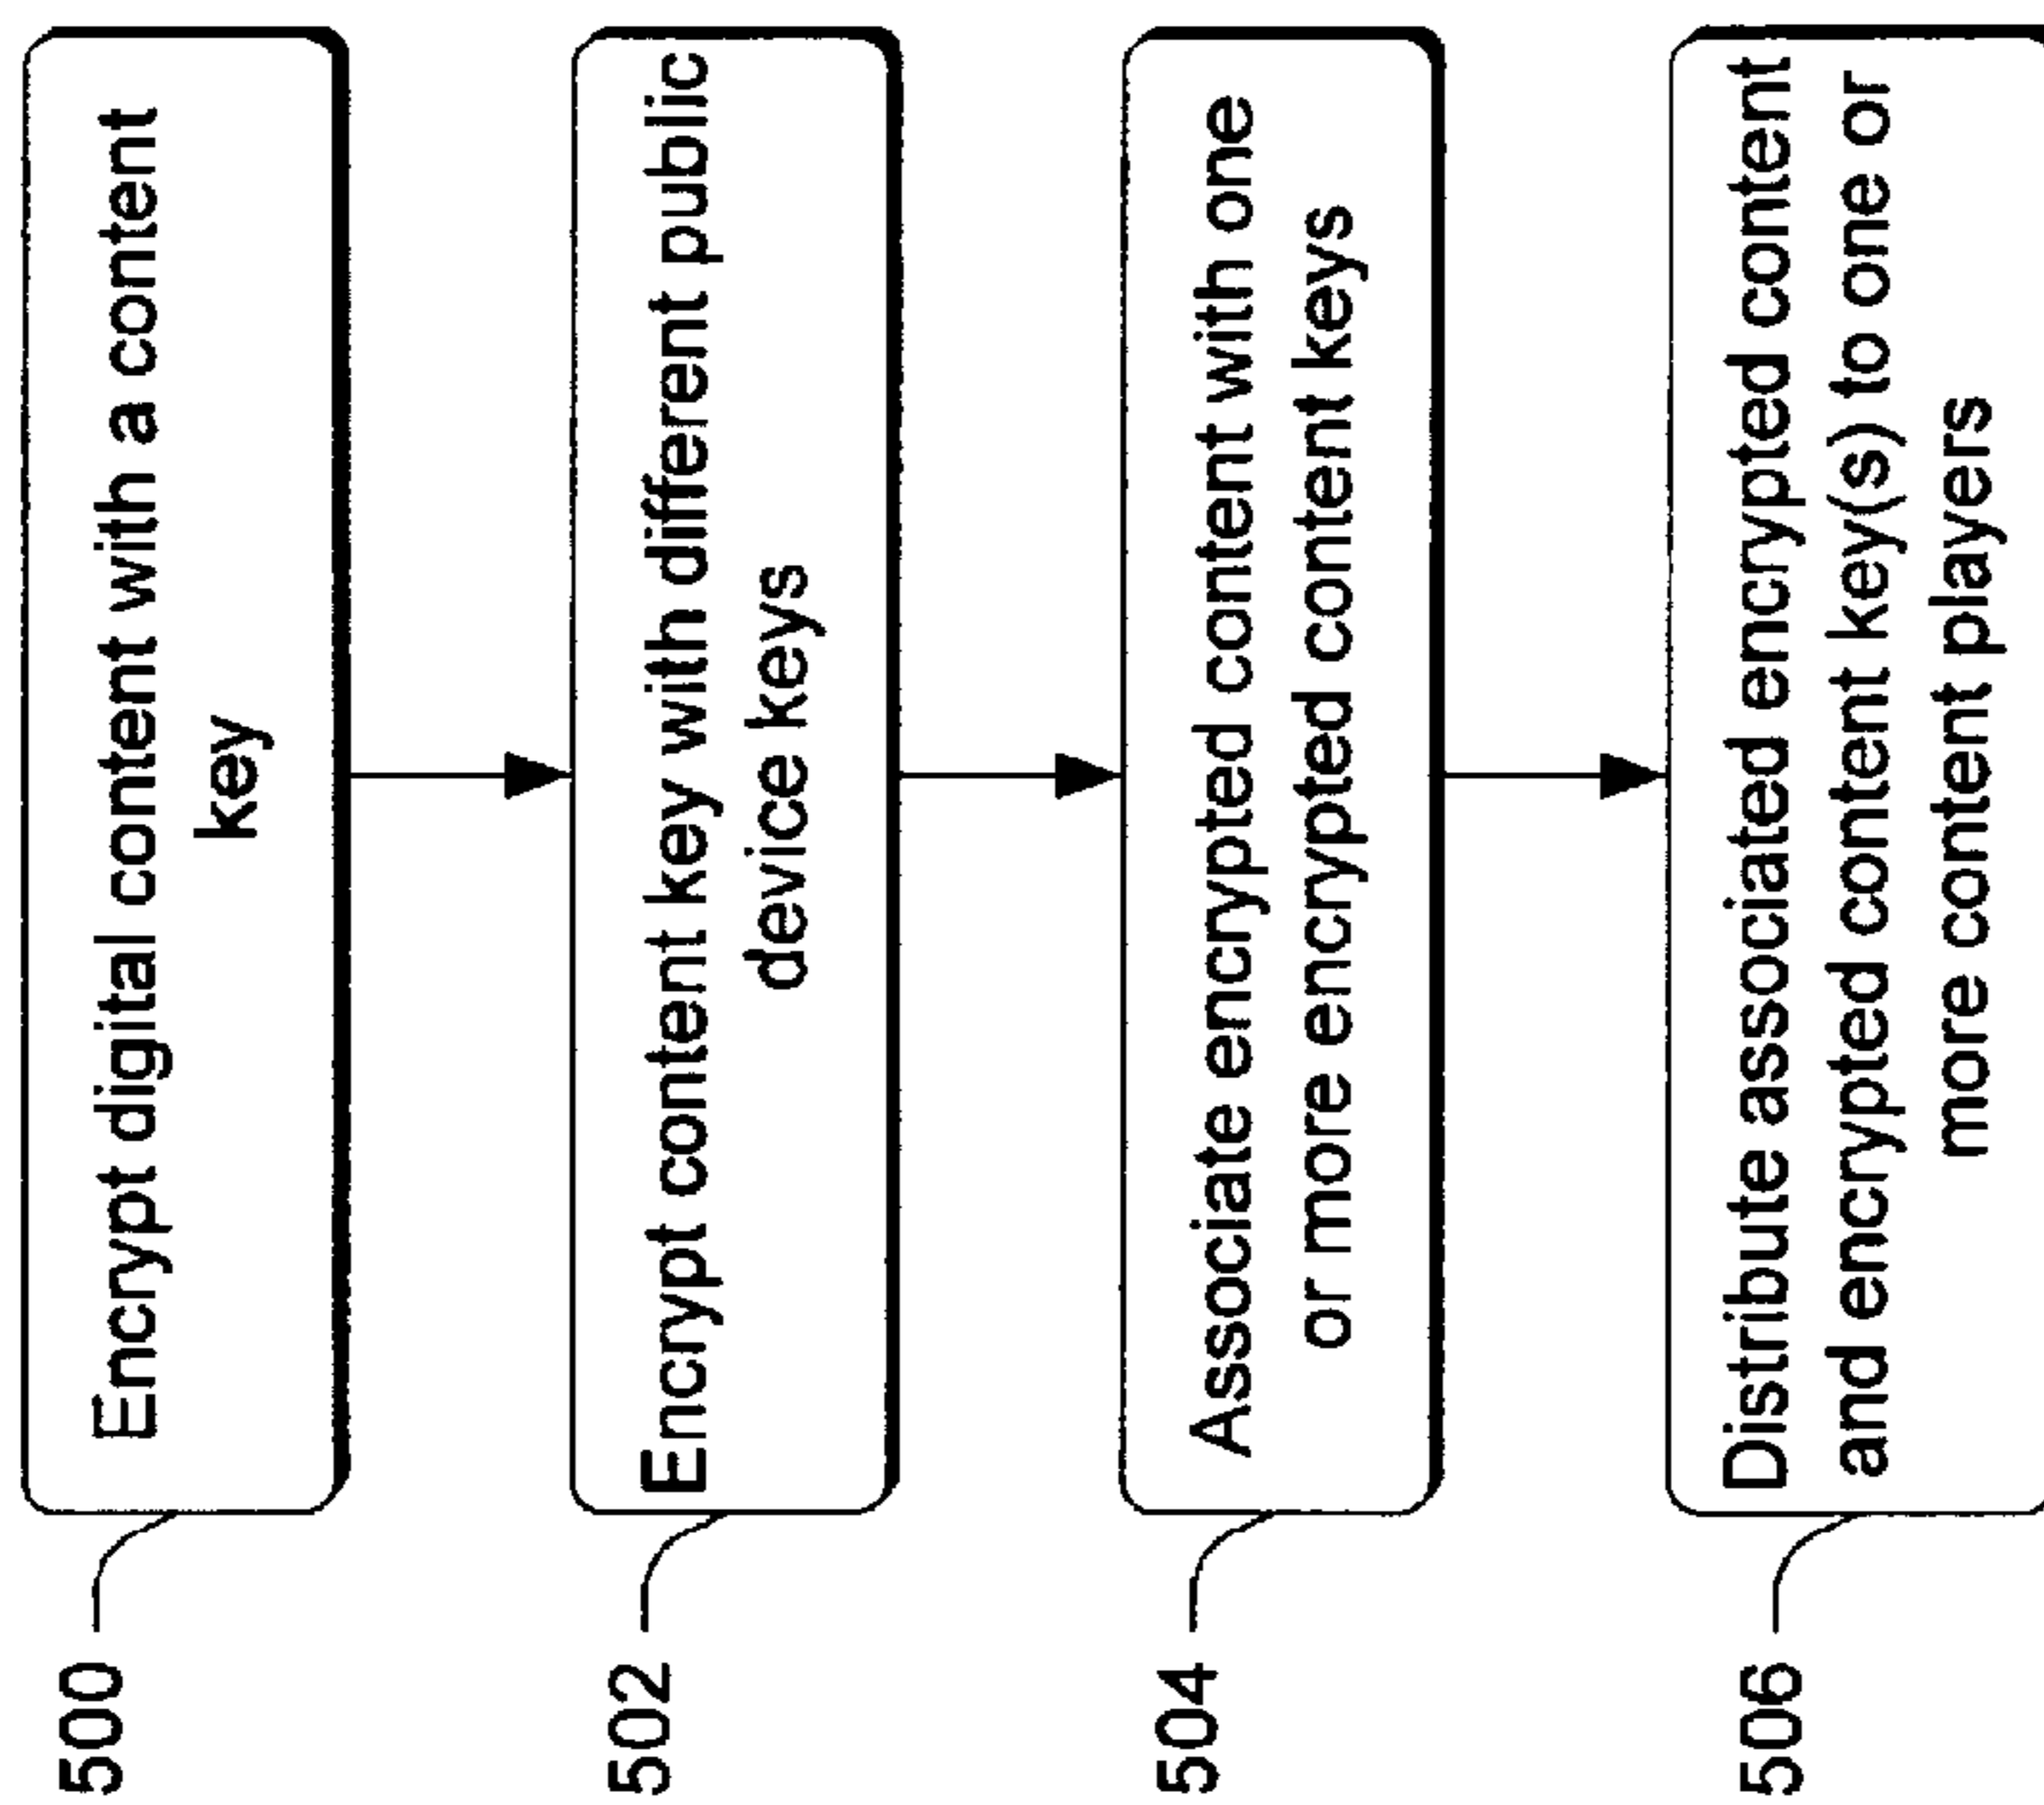 500
Encrypt digital content with a content
key
502
Encrypt content key with different public
device keys
504
Associate encrypted content with one
or more encrypted content keys
506
Distribute associated encrypted content
and encrypted content key(s) to one or
more content players